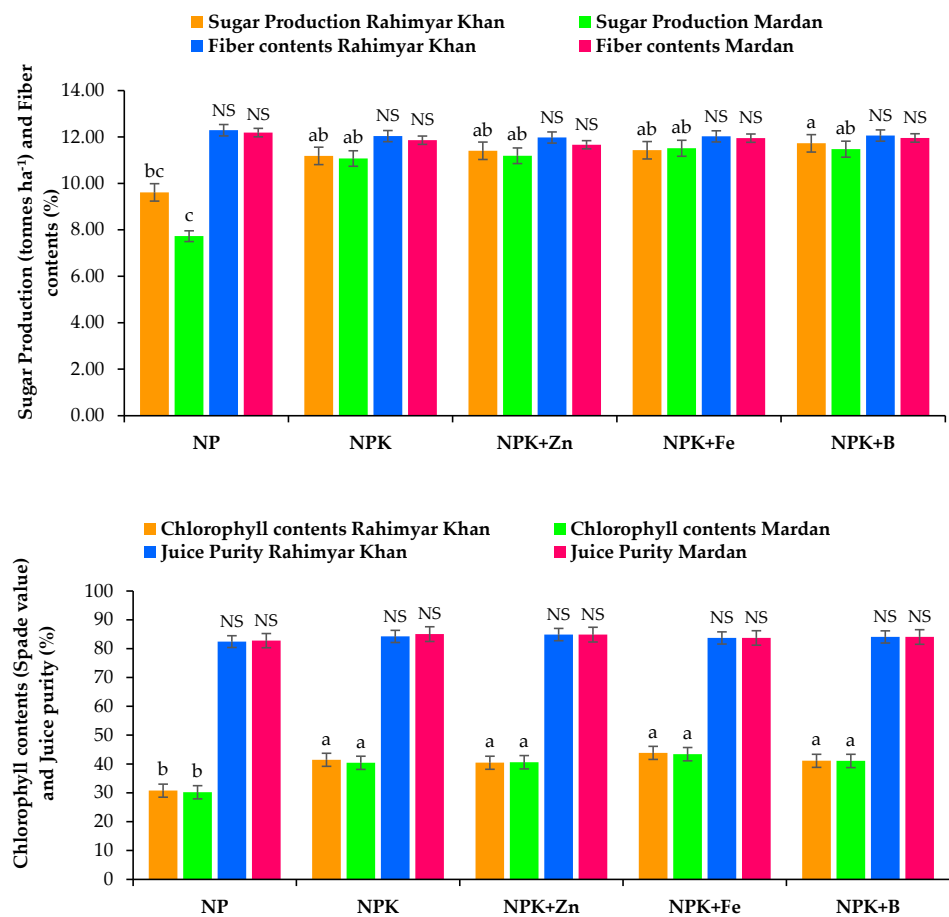 Sugar Production Rahimyar Khan Sugar Production Mardan
Fiber contents Rahimyar Khan Fiber contents Mardan
Sugar Production (tonnes ha⁻¹) and Fiber
contents (%)
14.00
12.00
10.00
8.00
6.00
4.00
2.00
0.00
bc c NS NS
ab ab NS NS
ab ab NS NS
ab ab NS NS
a ab NS NS
NP NPK NPK+Zn NPK+Fe NPK+B
Chlorophyll contents Rahimyar Khan Chlorophyll contents Mardan
Juice Purity Rahimyar Khan Juice Purity Mardan
Chlorophyll contents (Spade value)
and Juice purity (%)
100
90
80
70
60
50
40
30
20
10
0
b b NS NS
a a NS NS
a a NS NS
a a NS NS
a a NS NS
NP NPK NPK+Zn NPK+Fe NPK+B